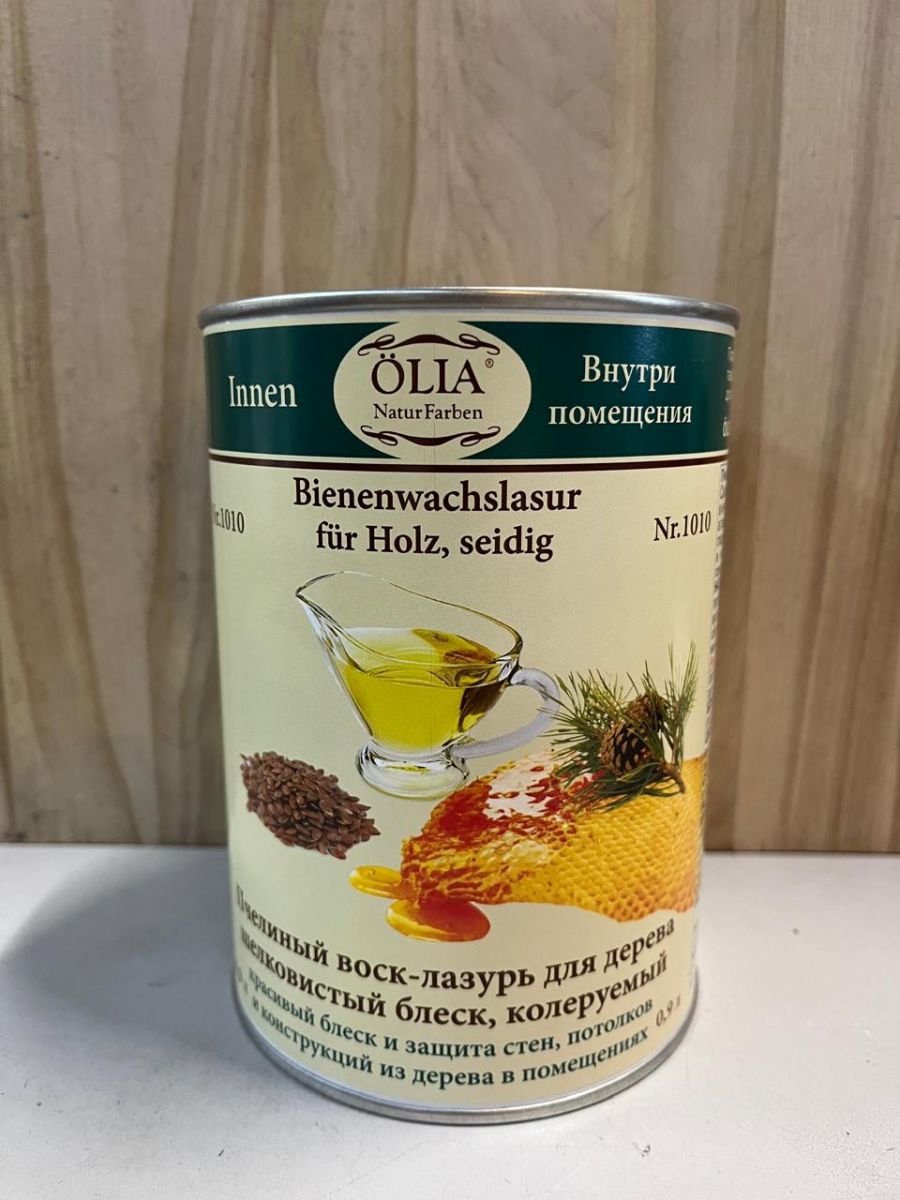 Innen
ÖLIA®
NaturFarben
Внутри
помещения
Bienenwachslasur
für Holz, seidig
Nr.1010
Nr.1010
Пчелиный воск-лазурь для дерева
шелковистый блеск, колеруемый
красивый блеск и защита стен, потолков
и конструкций из дерева в помещениях
0,9 л